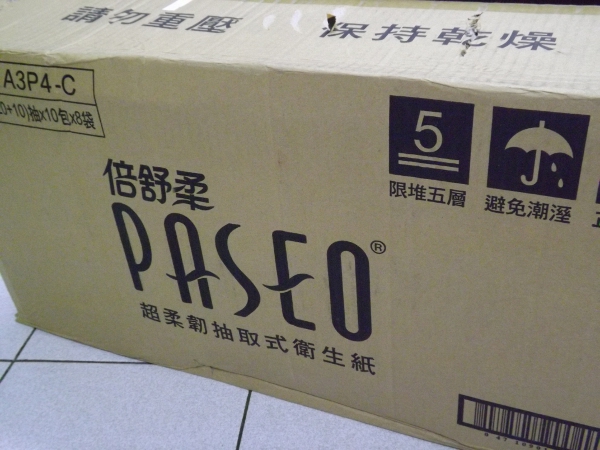 請勿重壓 保持乾燥
A3P4-C
0+10)抽x10包x8袋
5
限堆五層
避免潮溼
倍舒柔
PASEO®
超柔韌抽取式衛生紙